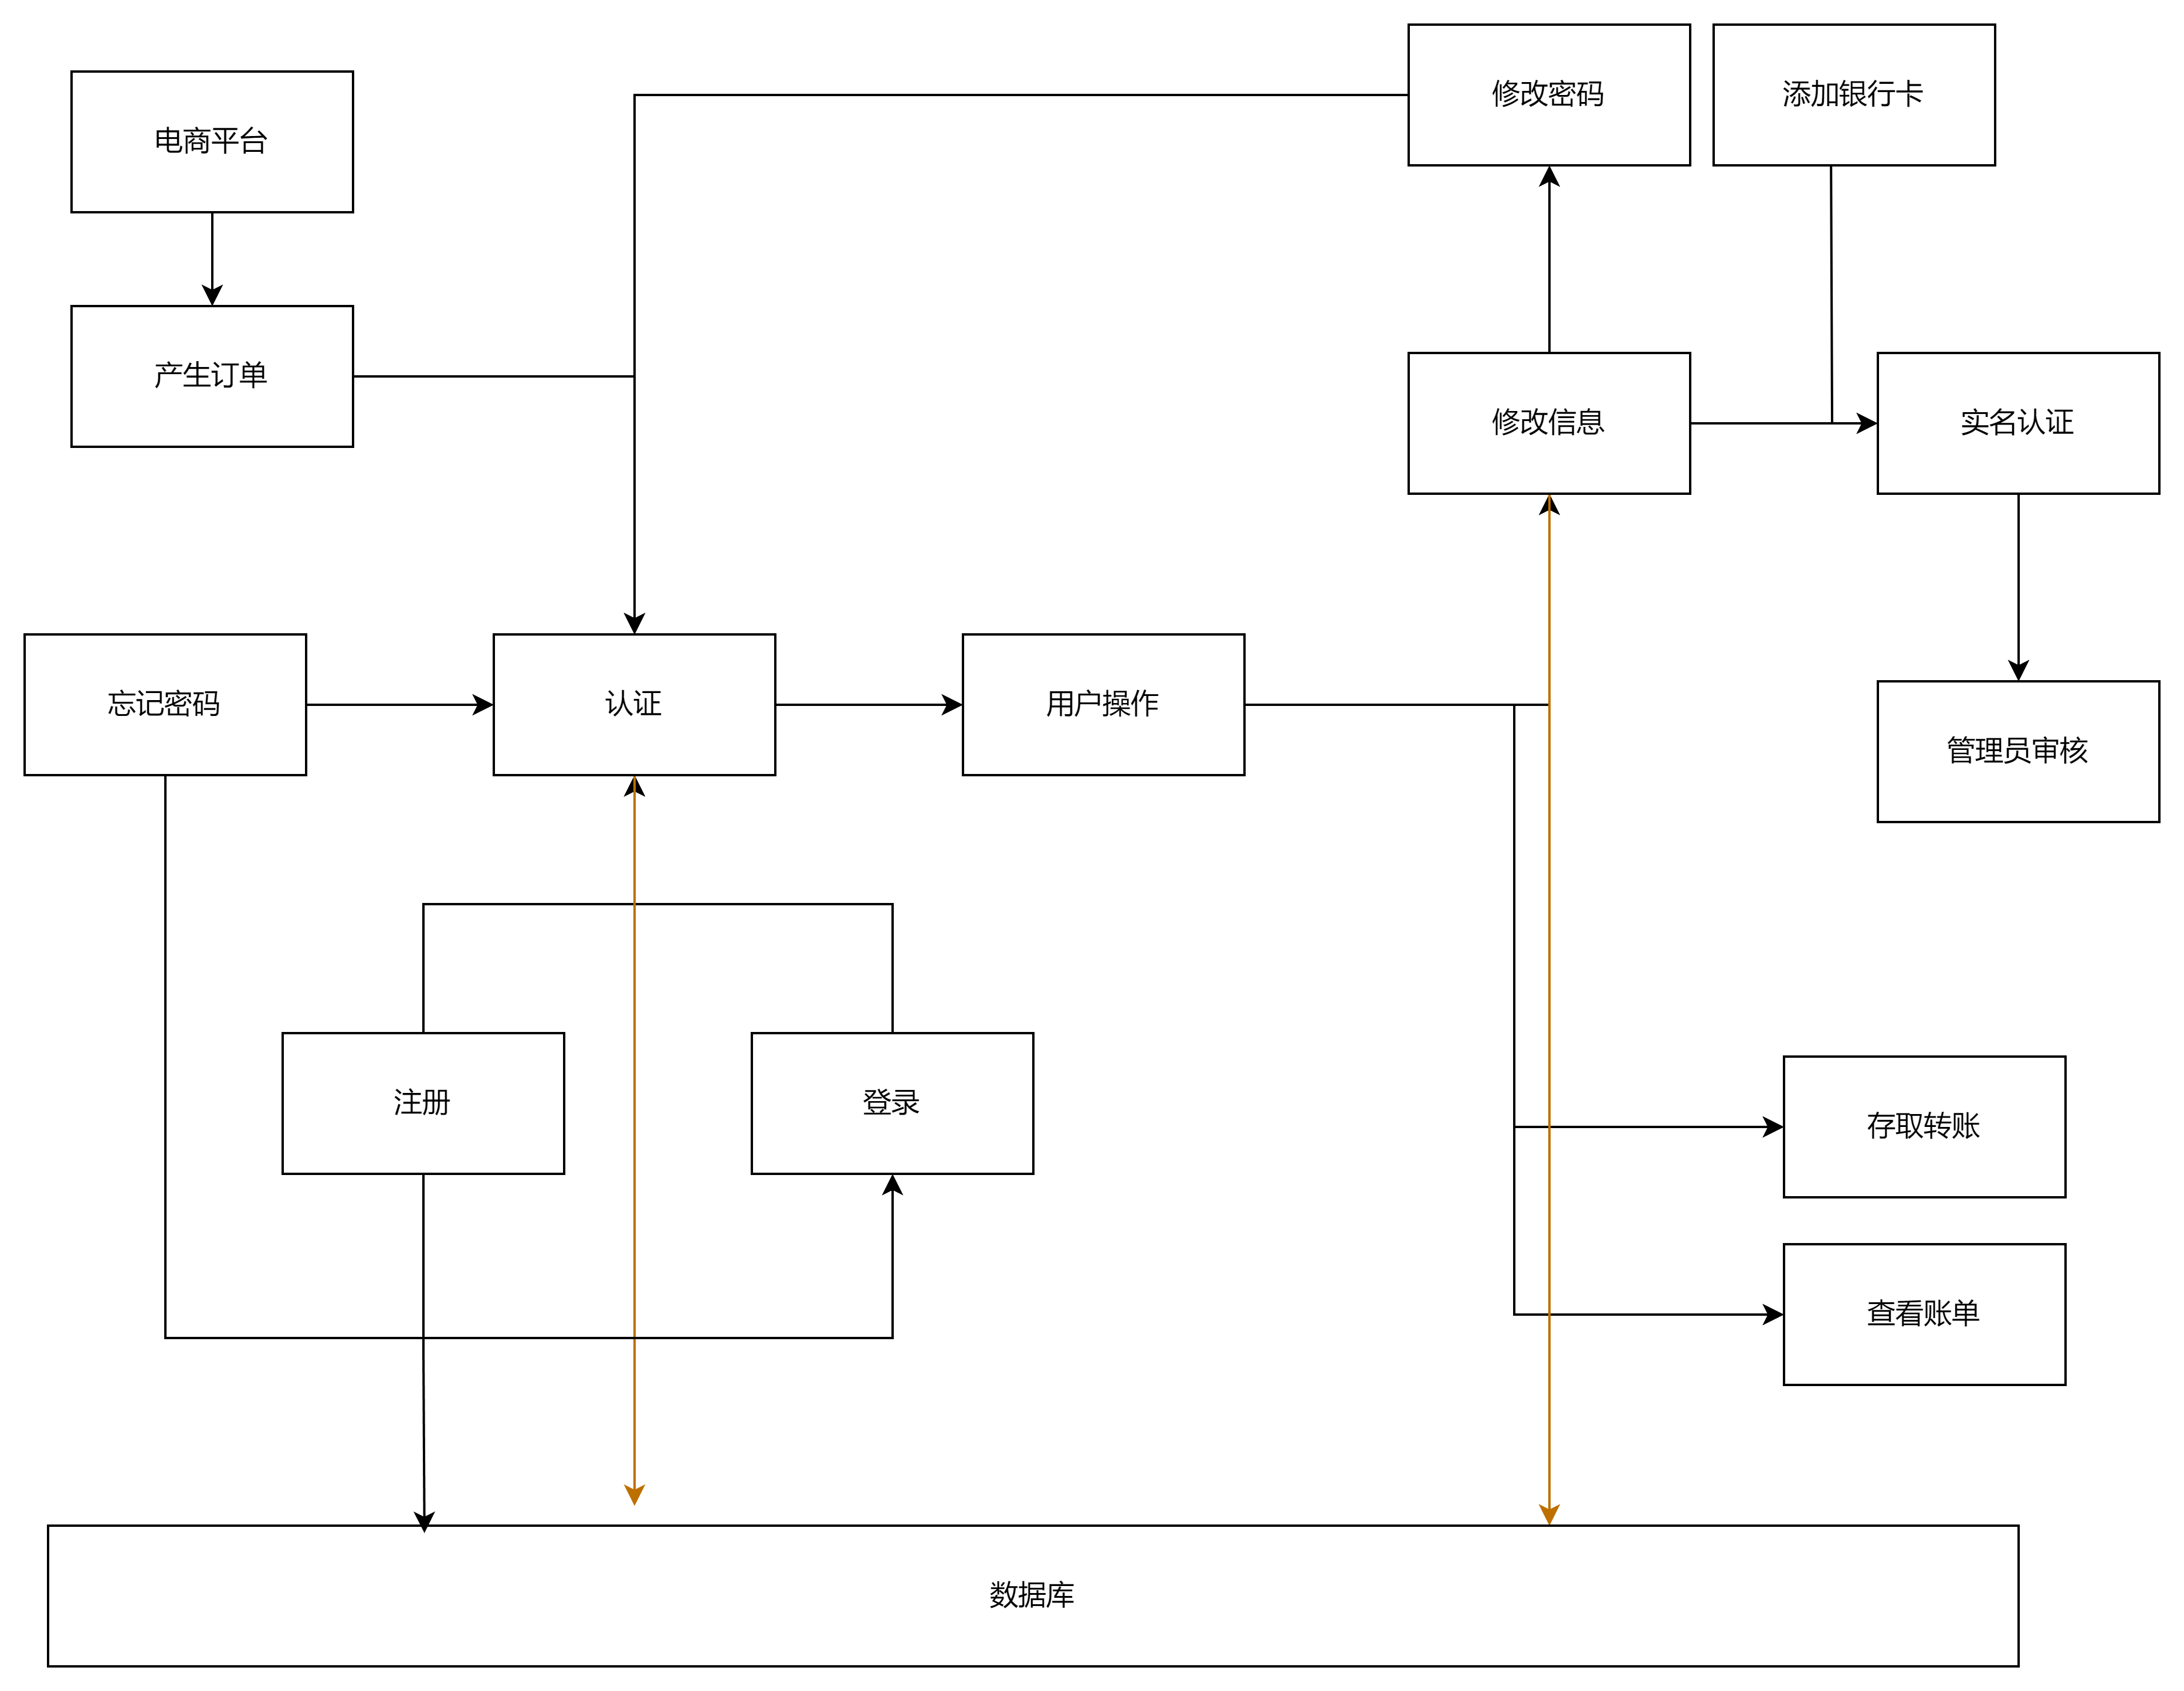 修改密码
添加银行卡
电商平台
产生订单
修改信息
实名认证
忘记密码
认证
用户操作
管理员审核
注册
登录
存取转账
查看账单
数据库